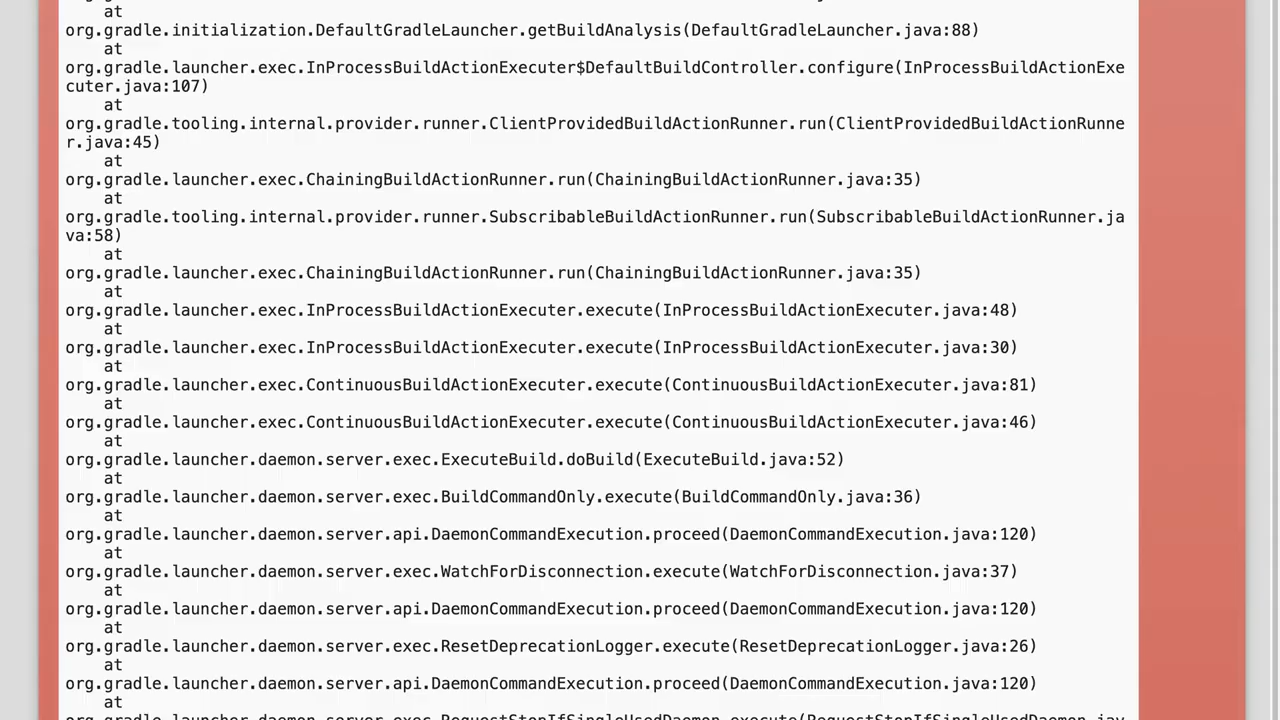 at
org.gradle.initialization.DefaultGradleLauncher.getBuildAnalysis(DefaultGradleLauncher.java:88)
at
org.gradle.launcher.exec.InProcessBuildActionExecuter$DefaultBuildController.configure(InProcessBuildActionExe
cuter.java:107)
at
org.gradle.tooling.internal.provider.runner.ClientProvidedBuildActionRunner.run(ClientProvidedBuildActionRunne
r.java:45)
at
org.gradle.launcher.exec.ChainingBuildActionRunner.run(ChainingBuildActionRunner.java:35)
at
org.gradle.tooling.internal.provider.runner.SubscribableBuildActionRunner.run(SubscribableBuildActionRunner.ja
va:58)
at
org.gradle.launcher.exec.ChainingBuildActionRunner.run(ChainingBuildActionRunner.java:35)
at
org.gradle.launcher.exec.InProcessBuildActionExecuter.execute(InProcessBuildActionExecuter.java:48)
at
org.gradle.launcher.exec.InProcessBuildActionExecuter.execute(InProcessBuildActionExecuter.java:30)
at
org.gradle.launcher.exec.ContinuousBuildActionExecuter.execute(ContinuousBuildActionExecuter.java:81)
at
org.gradle.launcher.exec.ContinuousBuildActionExecuter.execute(ContinuousBuildActionExecuter.java:46)
at
org.gradle.launcher.daemon.server.exec.ExecuteBuild.doBuild(ExecuteBuild.java:52)
at
org.gradle.launcher.daemon.server.exec.BuildCommandOnly.execute(BuildCommandOnly.java:36)
at
org.gradle.launcher.daemon.server.api.DaemonCommandExecution.proceed(DaemonCommandExecution.java:120)
at
org.gradle.launcher.daemon.server.exec.WatchForDisconnection.execute(WatchForDisconnection.java:37)
at
org.gradle.launcher.daemon.server.api.DaemonCommandExecution.proceed(DaemonCommandExecution.java:120)
at
org.gradle.launcher.daemon.server.exec.ResetDeprecationLogger.execute(ResetDeprecationLogger.java:26)
at
org.gradle.launcher.daemon.server.api.DaemonCommandExecution.proceed(DaemonCommandExecution.java:120)
at
org.gradle.launcher.daemon.server.exec.RequestStopIfSingleUsedDaemon.execute(RequestStopIfSingleUsedDaemon.jav